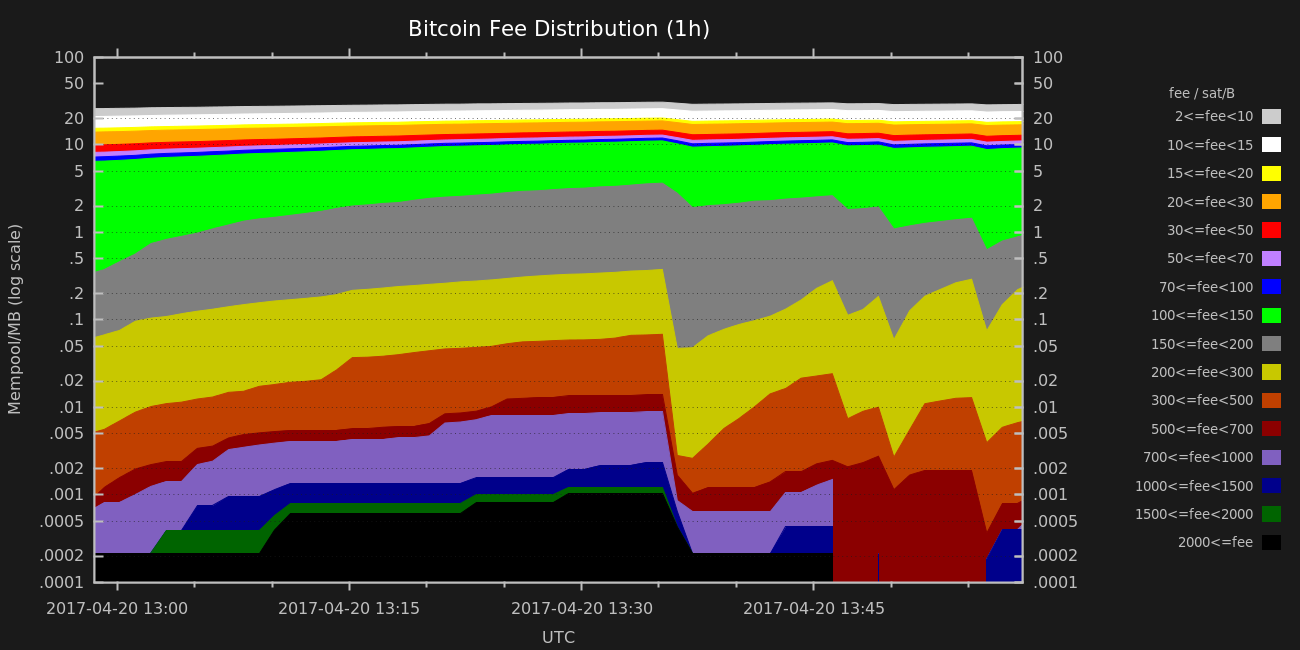 Bitcoin Fee Distribution (1h)
fee / sat/B
2<=fee<10
10<=fee<15
15<=fee<20
20<=fee<30
30<=fee<50
50<=fee<70
70<=fee<100
100<=fee<150
150<=fee<200
200<=fee<300
300<=fee<500
500<=fee<700
700<=fee<1000
1000<=fee<1500
1500<=fee<2000
2000<=fee
Mempool/MB (log scale)
100 100
50 50
20 20
10 10
5 5
2 2
1 1
.5 .5
.2 .2
.1 .1
.05 .05
.02 .02
.01 .01
.005 .005
.002 .002
.001 .001
.0005 .0005
.0002 .0002
.0001 .0001
2017-04-20 13:00 2017-04-20 13:15 2017-04-20 13:30 2017-04-20 13:45
UTC